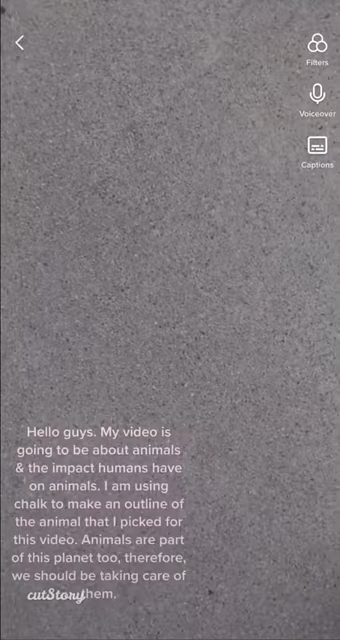 Filters
Voiceover
Captions
Hello guys. My video is
going to be about animals
& the impact humans have
on animals. I am using
chalk to make an outline of
the animal that I picked for
this video. Animals are part
of this planet too, therefore,
we should be taking care of
cutStory them.